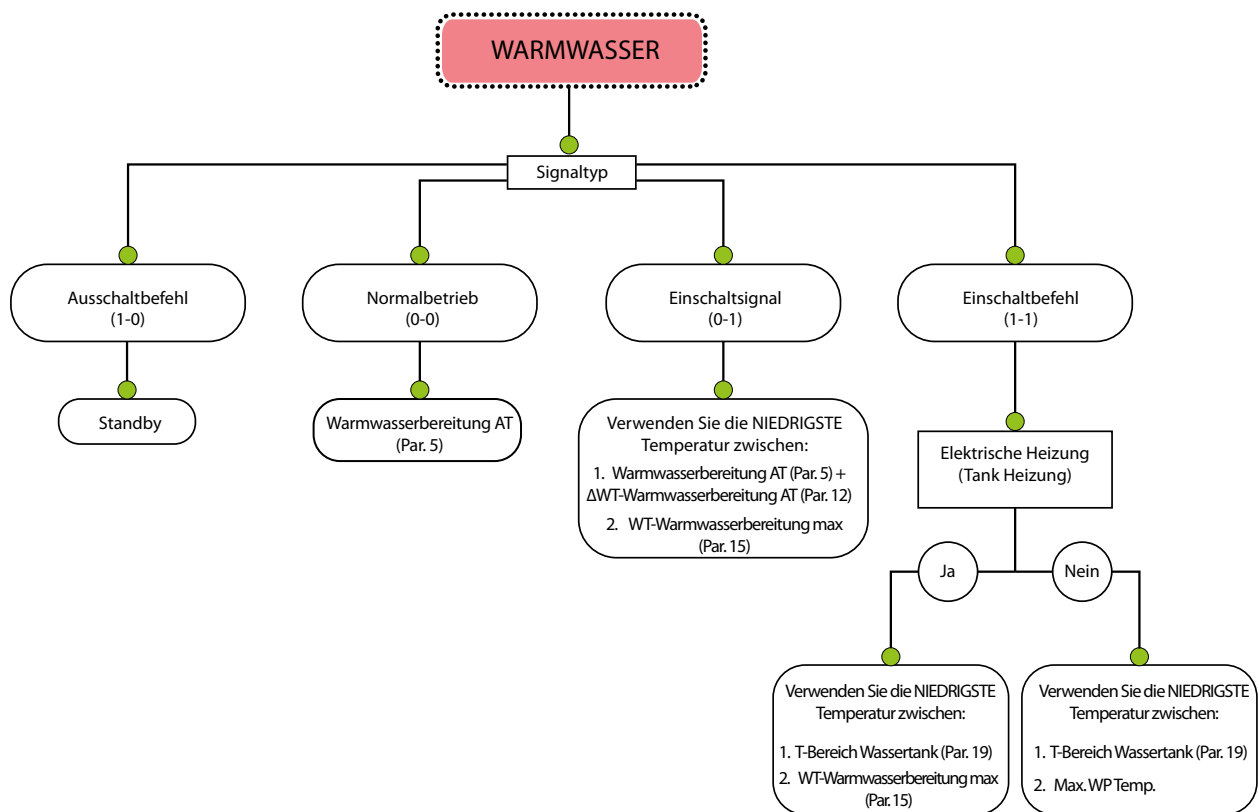 WARMWASSER
Signaltyp
Ausschaltbefehl
(1-0)
Normalbetrieb
(0-0)
Einschaltsignal
(0-1)
Einschaltbefehl
(1-1)
Standby
Warmwasserbereitung AT
(Par. 5)
Verwenden Sie die NIEDRIGSTE
Temperatur zwischen:
1. Warmwasserbereitung AT (Par. 5) +
ΔWT-Warmwasserbereitung AT (Par. 12)
2. WT-Warmwasserbereitung max
(Par. 15)
Elektrische Heizung
(Tank Heizung)
Ja
Nein
Verwenden Sie die NIEDRIGSTE
Temperatur zwischen:
1. T-Bereich Wassertank (Par. 19)
2. WT-Warmwasserbereitung max
(Par. 15)
Verwenden Sie die NIEDRIGSTE
Temperatur zwischen:
1. T-Bereich Wassertank (Par. 19)
2. Max. WP Temp.